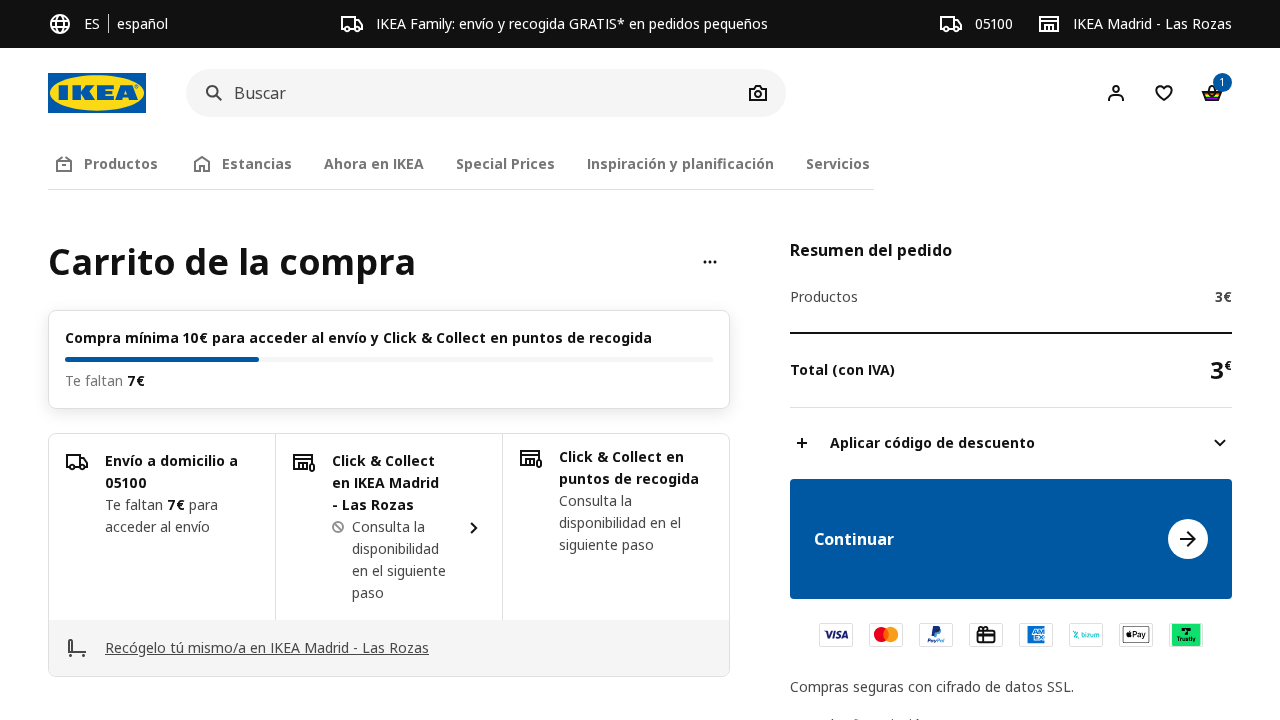 ES español
IKEA Family: envío y recogida GRATIS* en pedidos pequeños
05100
IKEA Madrid - Las Rozas
IKEA
Buscar
1
Productos
Estancias
Ahora en IKEA
Special Prices
Inspiración y planificación
Servicios
Carrito de la compra
Compra mínima 10€ para acceder al envío y Click & Collect en puntos de recogida
Te faltan 7€
Envío a domicilio a
05100
Te faltan 7€ para
acceder al envío
Click & Collect
en IKEA Madrid
- Las Rozas
Consulta la
disponibilidad
en el siguiente
paso
Click & Collect en
puntos de recogida
Consulta la
disponibilidad en el
siguiente paso
Recógelo tú mismo/a en IKEA Madrid - Las Rozas
Resumen del pedido
Productos 3€
Total (con IVA) 3€
Aplicar código de descuento
Continuar
VISA
PayPal
AMEX
bizum
Pay
Trustly
Compras seguras con cifrado de datos SSL.